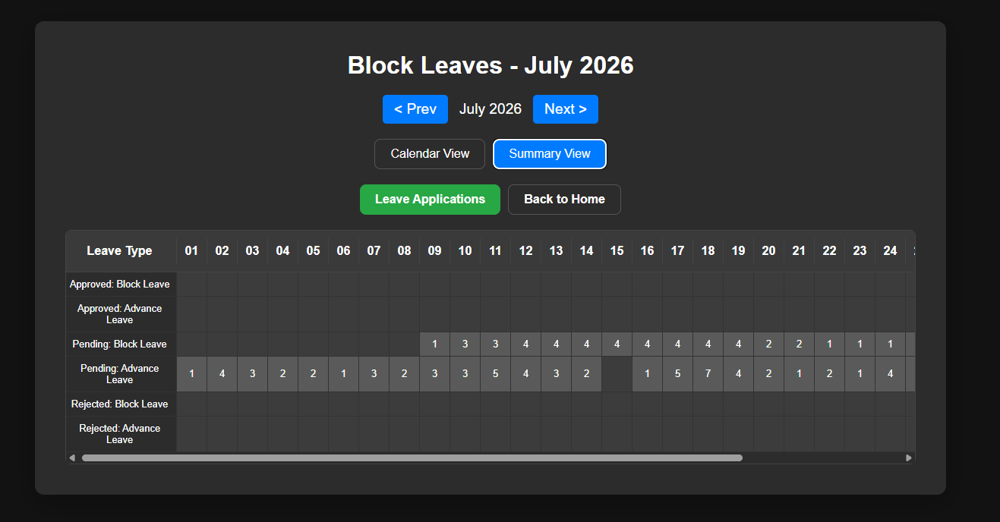 Block Leaves - July 2026
< Prev July 2026 Next >
Calendar View Summary View
Leave Applications Back to Home
Leave Type 01 02 03 04 05 06 07 08 09 10 11 12 13 14 15 16 17 18 19 20 21 22 23 24
Approved: Block Leave
Approved: Advance
Leave
Pending: Block Leave 1 3 3 4 4 4 4 4 4 4 4 2 2 1 1 1
Pending: Advance
Leave 1 4 3 2 2 1 3 2 3 3 5 4 3 2 1 5 7 4 2 1 2 1 4
Rejected: Block Leave
Rejected: Advance
Leave